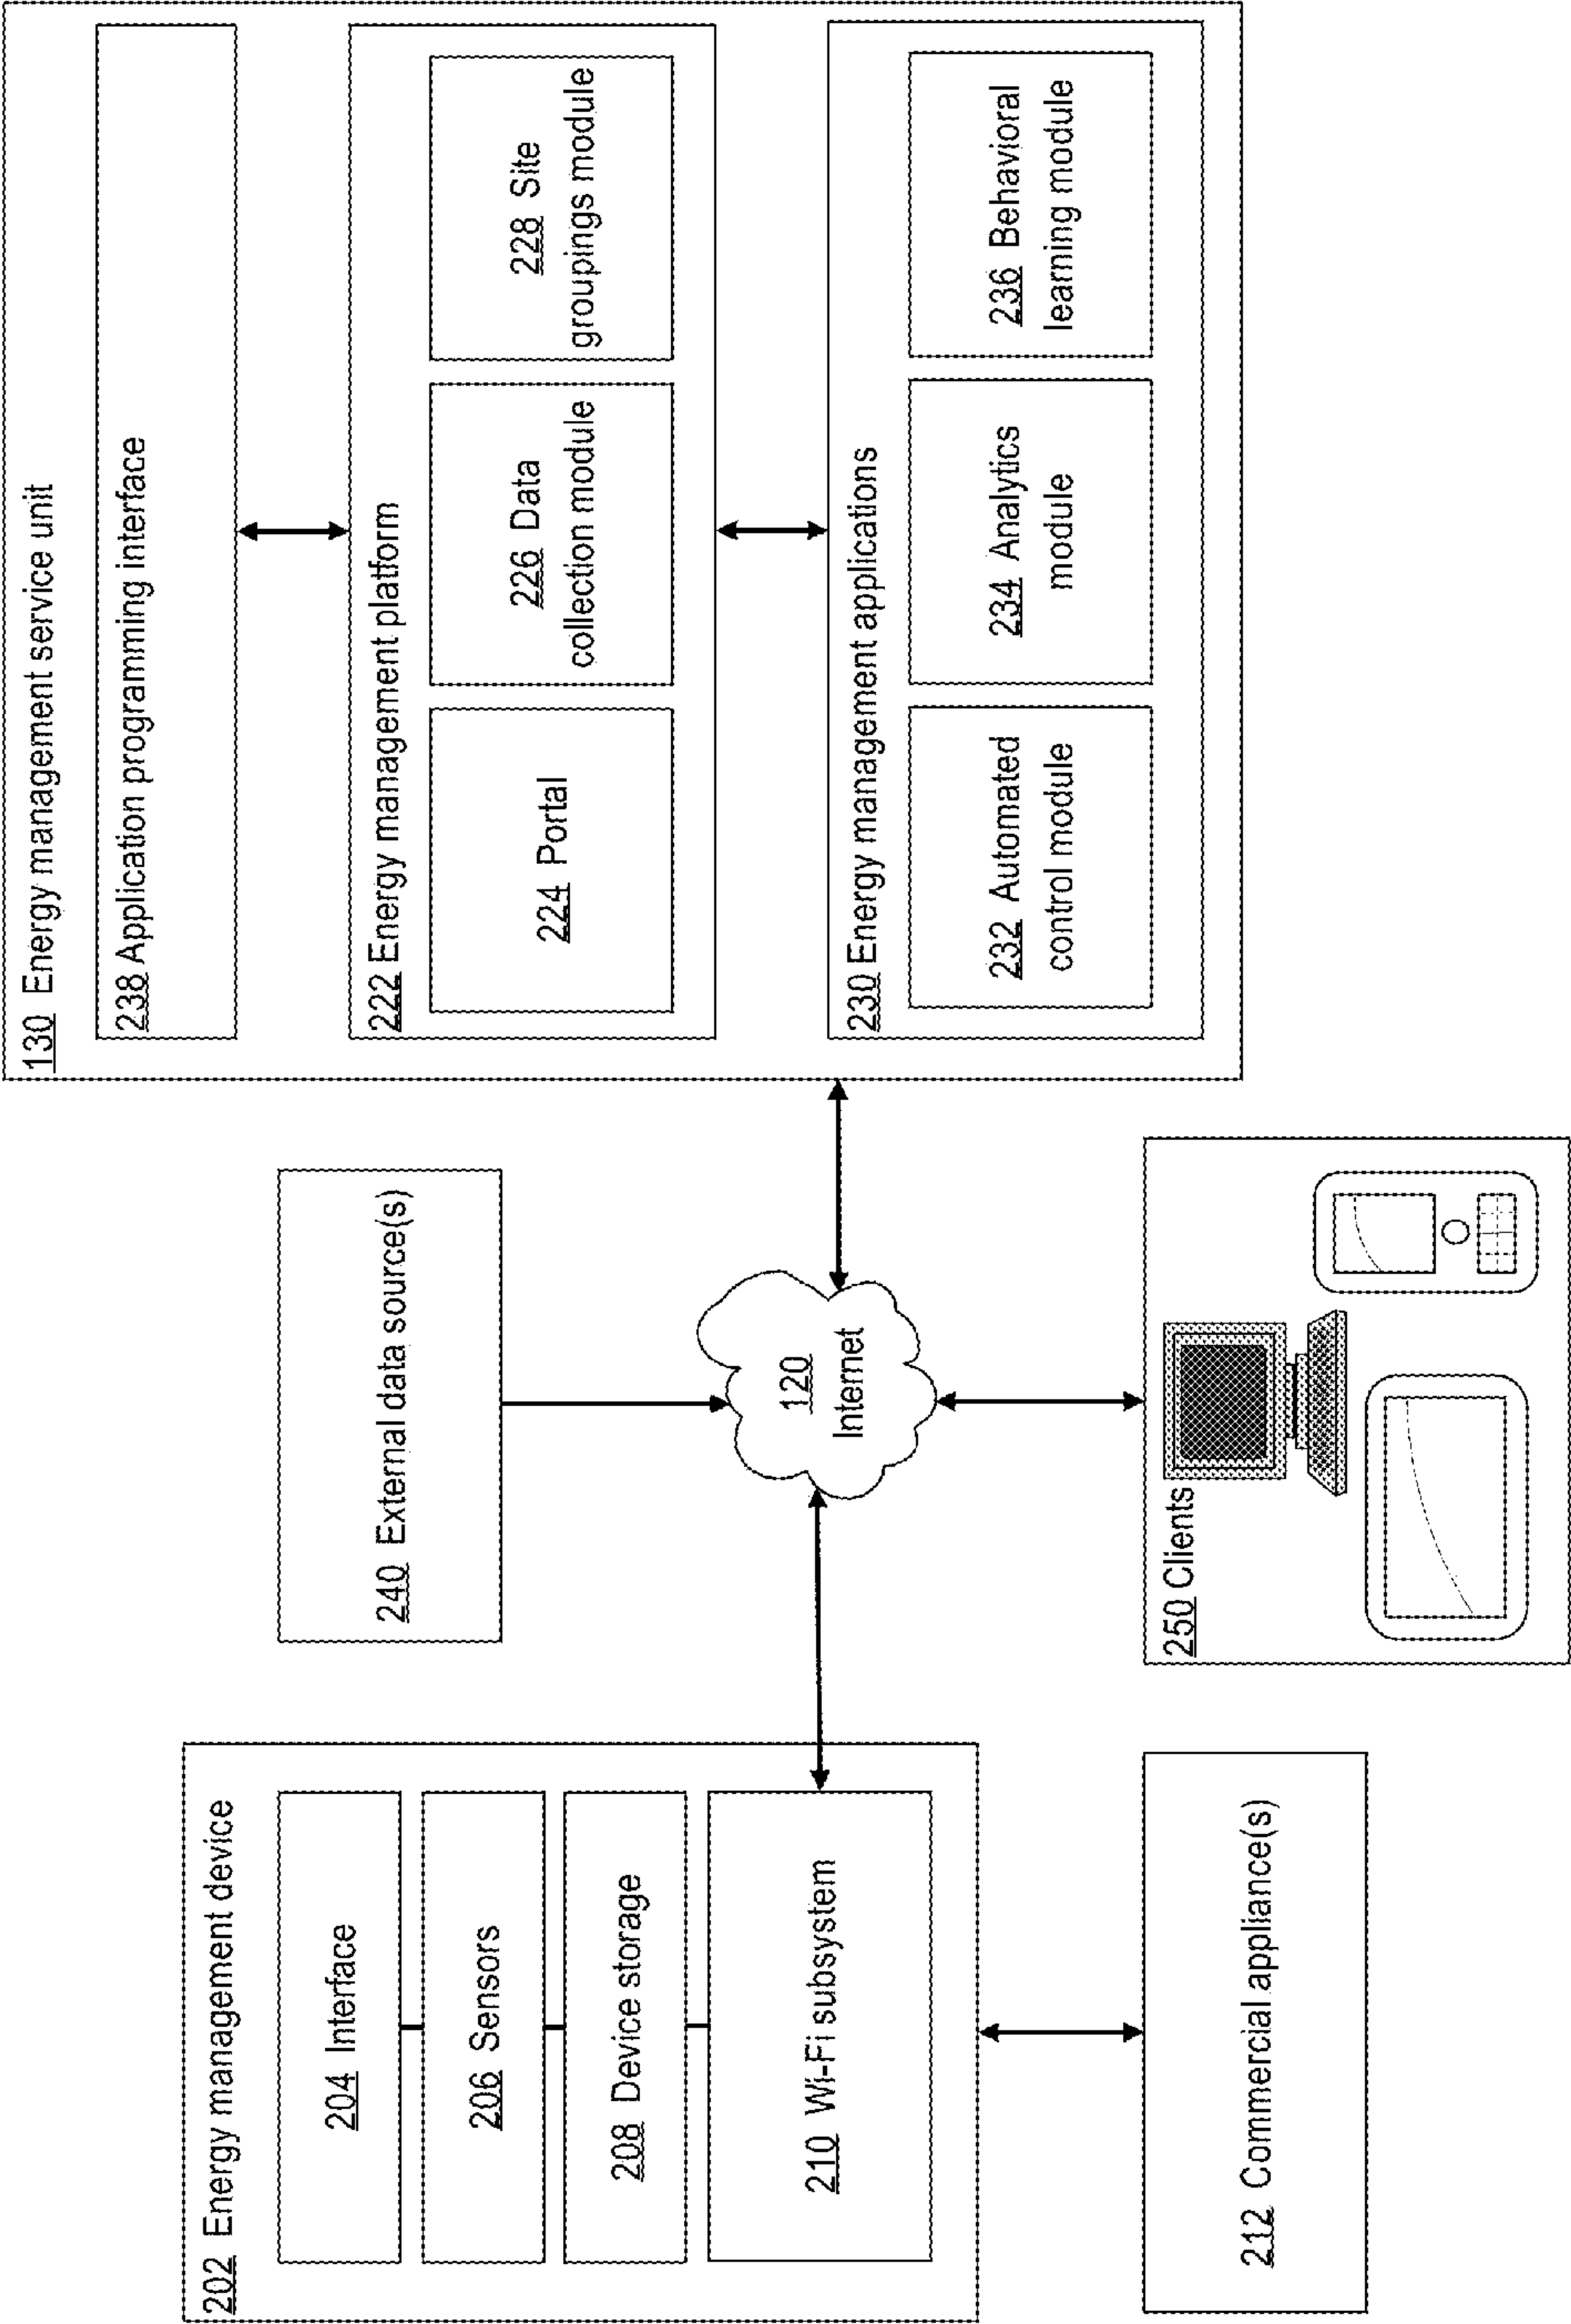 202 Energy management device
204 Interface
206 Sensors
208 Device storage
210 Wi-Fi subsystem
212 Commercial appliance(s)
240 External data source(s)
120
Internet
250 Clients
130 Energy management service unit
238 Application programming interface
222 Energy management platform
224 Portal
226 Data
collection module
228 Site
groupings module
230 Energy management applications
232 Automated
control module
234 Analytics
module
236 Behavioral
learning module